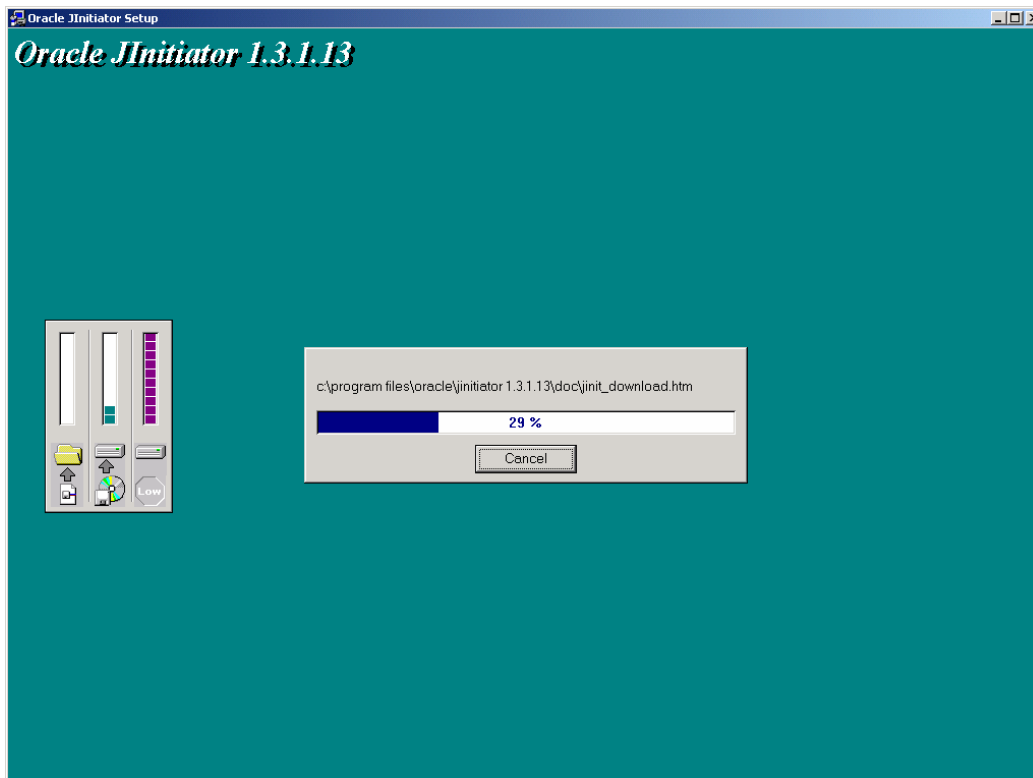 Oracle JInitiator Setup
Oracle JInitiator 1.3.1.13
c:\program files\oracle\jinitiator 1.3.1.13\doc\jinit_download.htm
29 %
Cancel
Low